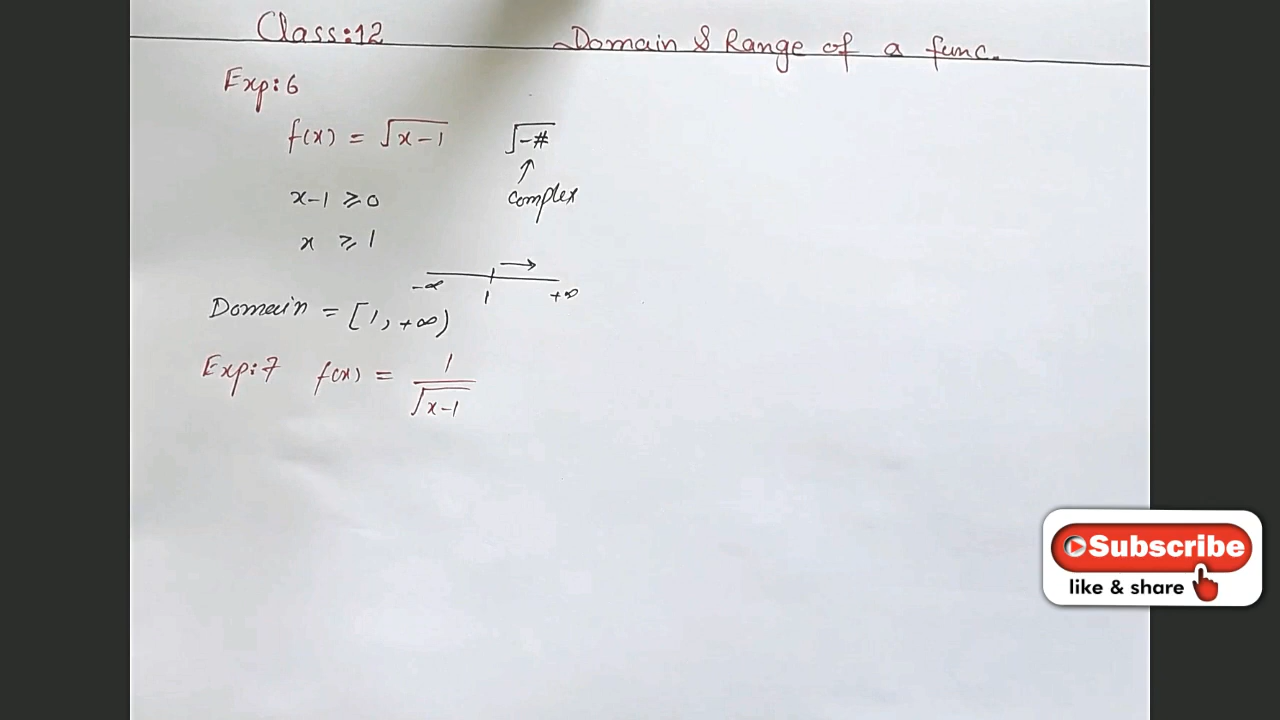 Class:12 Domain & Range of a func.
Exp:6
f(x) = √x-1 √-#
↑
complex
x-1 ⩾0
x ⩾1
→
-∞ 1 +∞
Domain = [1, +∞)
Exp:7 f(x) = 1/√x-1
Subscribe
like & share